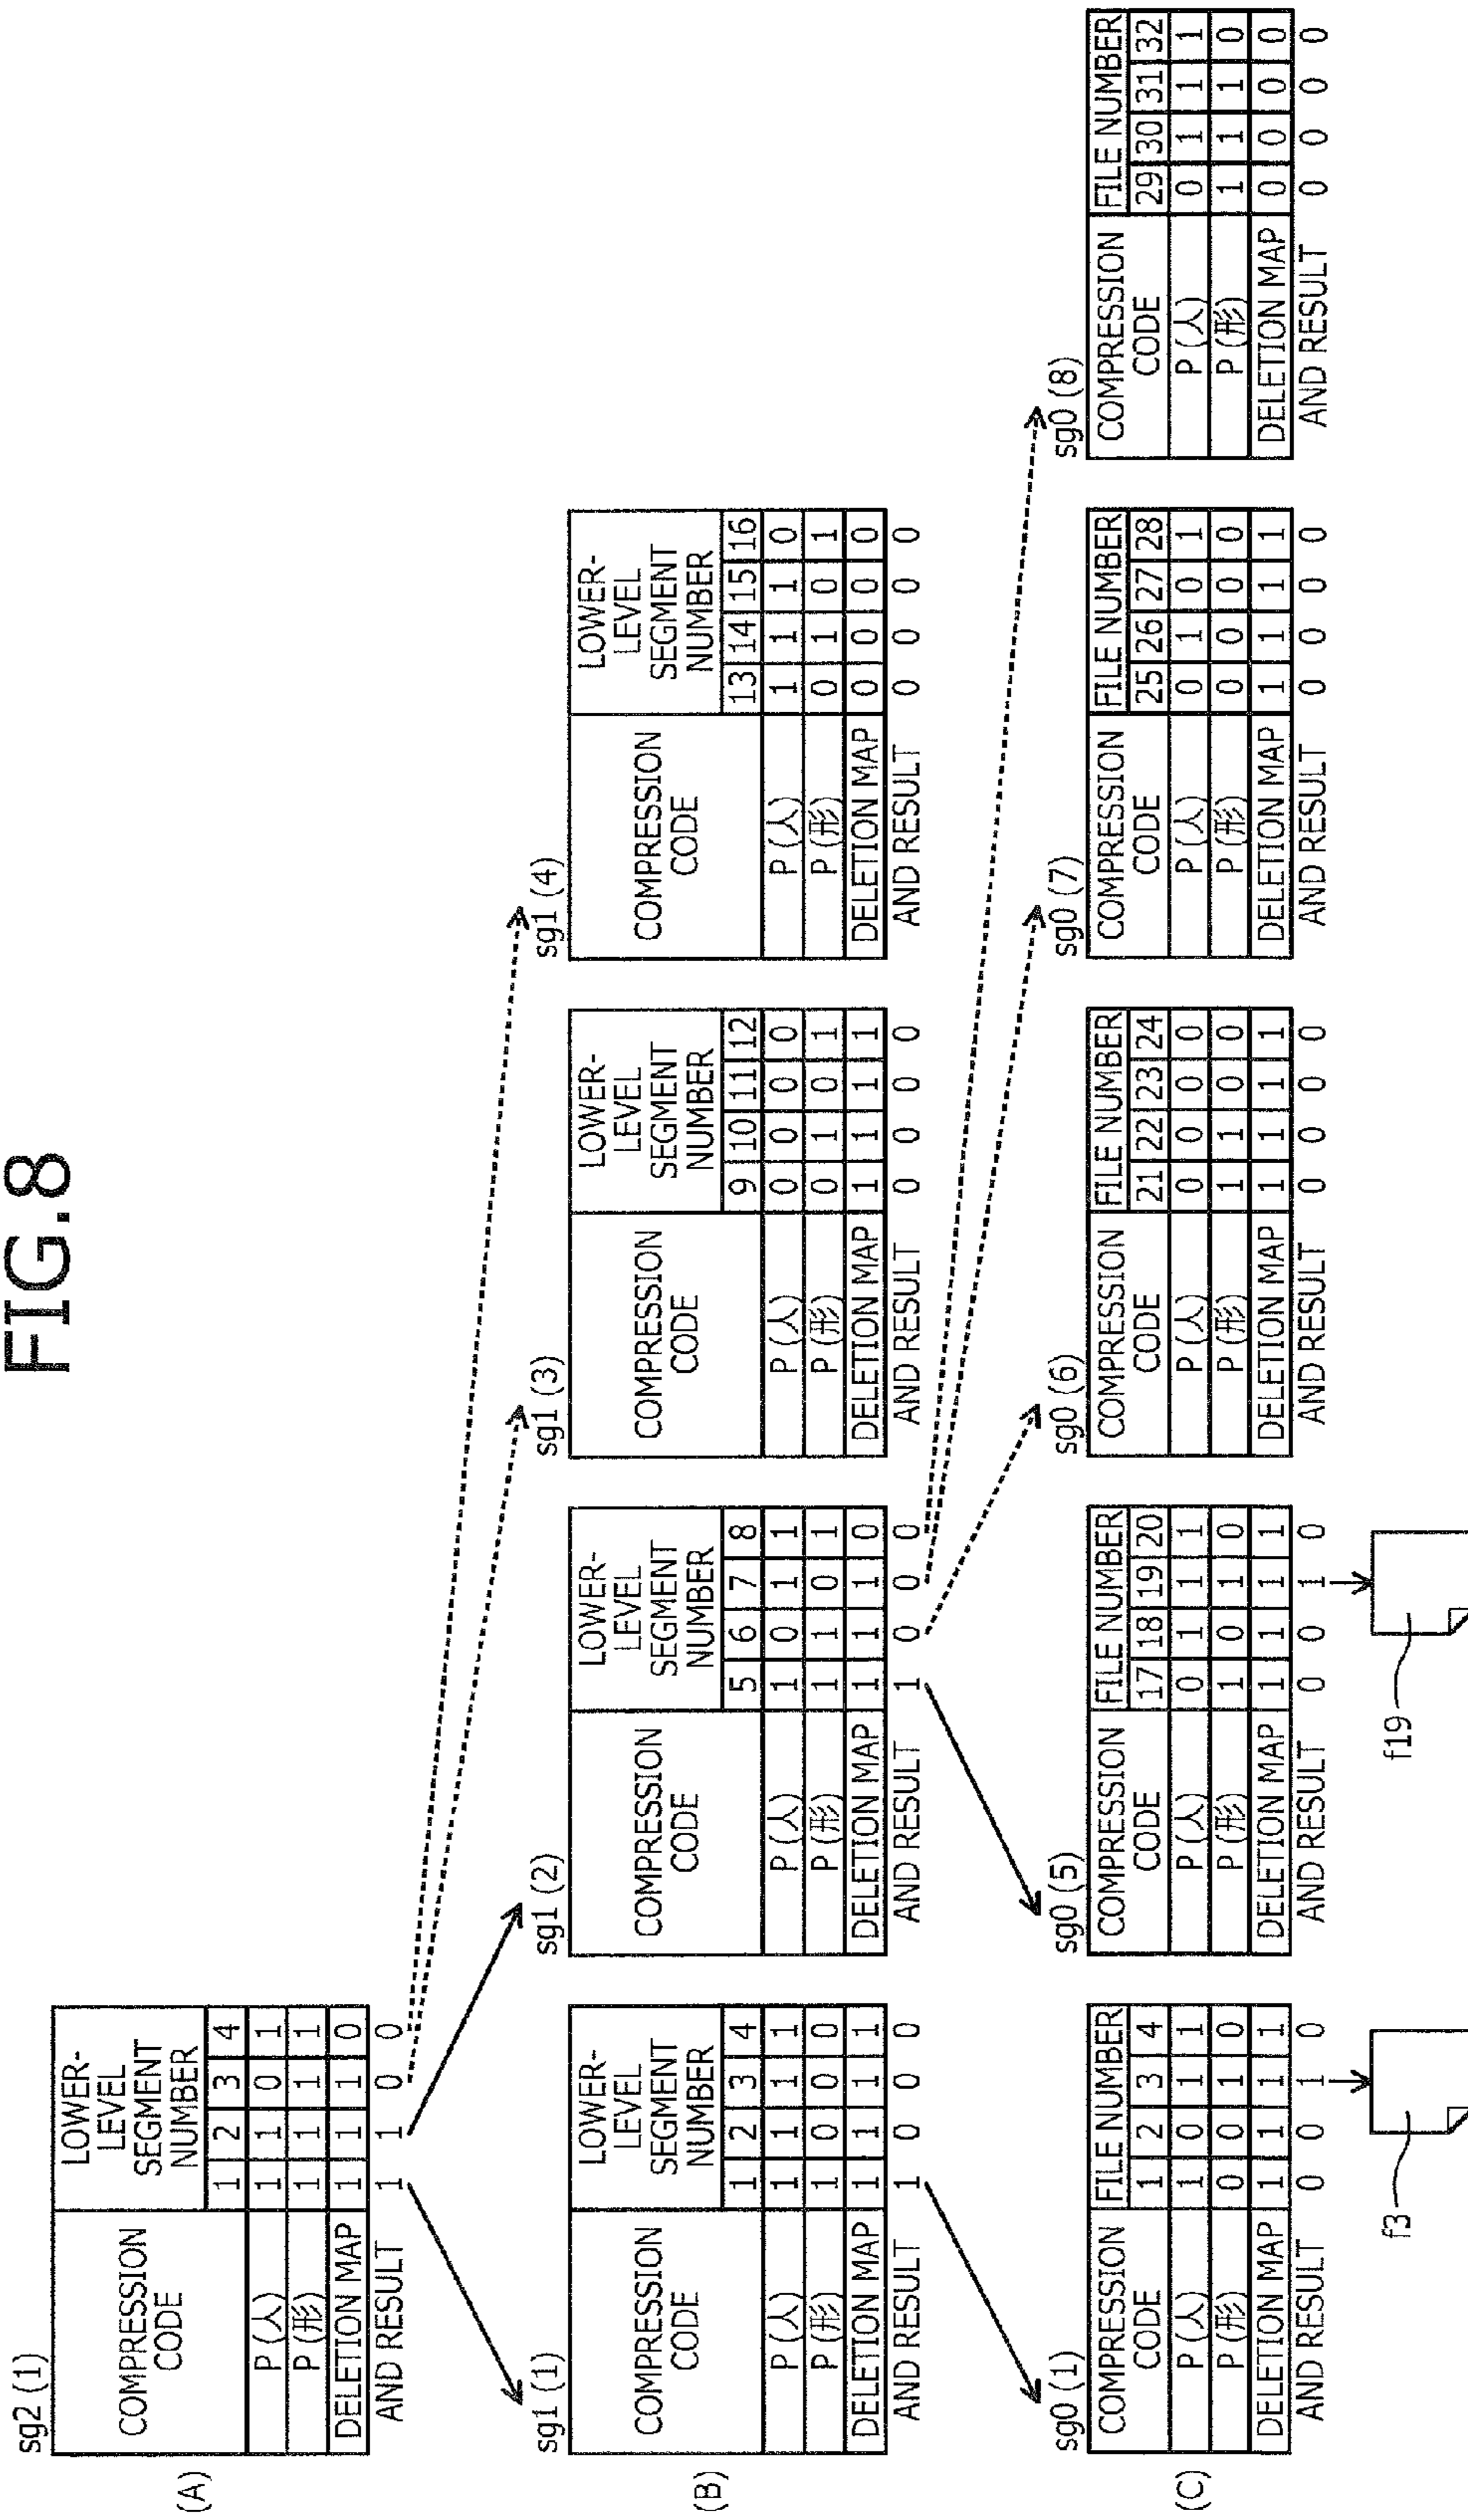 FIG.8
(A)
sg2 (1)
COMPRESSION CODE
LOWER-
LEVEL
SEGMENT
NUMBER
1 2 3 4
P (人) 1 1 0 1
P (形) 1 1 1 1
DELETION MAP 1 1 1 0
AND RESULT 1 1 0 0
(B)
sg1 (1)
COMPRESSION
CODE
LOWER-
LEVEL
SEGMENT
NUMBER
1 2 3 4
P (人) 1 1 1 1
P (形) 1 0 0 0
DELETION MAP 1 1 1 1
AND RESULT 1 0 0 0
sg1 (2)
COMPRESSION
CODE
LOWER-
LEVEL
SEGMENT
NUMBER
5 6 7 8
P (人) 1 0 1 1
P (形) 1 1 0 1
DELETION MAP 1 1 1 0
AND RESULT 1 0 0 0
sg1 (3)
COMPRESSION
CODE
LOWER-
LEVEL
SEGMENT
NUMBER
9 10 11 12
P (人) 0 0 0 0
P (形) 0 1 0 1
DELETION MAP 1 1 1 1
AND RESULT 0 0 0 0
sg1 (4)
COMPRESSION
CODE
LOWER-
LEVEL
SEGMENT
NUMBER
13 14 15 16
P (人) 1 1 1 0
P (形) 0 1 0 1
DELETION MAP 0 0 0 0
AND RESULT 0 0 0 0
(C)
sg0 (1)
COMPRESSION
CODE
FILE NUMBER
1 2 3 4
P (人) 1 0 1 1
P (形) 0 0 1 0
DELETION MAP 1 1 1 1
AND RESULT 0 0 1 0
f3
sg0 (5)
COMPRESSION
CODE
FILE NUMBER
17 18 19 20
P (人) 0 1 1 1
P (形) 1 0 1 0
DELETION MAP 1 1 1 1
AND RESULT 0 0 1 0
f19
sg0 (6)
COMPRESSION
CODE
FILE NUMBER
21 22 23 24
P (人) 0 0 0 0
P (形) 1 1 0 0
DELETION MAP 1 1 1 1
AND RESULT 0 0 0 0
sg0 (7)
COMPRESSION
CODE
FILE NUMBER
25 26 27 28
P (人) 0 1 0 1
P (形) 0 0 0 0
DELETION MAP 1 1 1 1
AND RESULT 0 0 0 0
sg0 (8)
COMPRESSION
CODE
FILE NUMBER
29 30 31 32
P (人) 0 1 1 1
P (形) 1 1 1 0
DELETION MAP 0 0 0 0
AND RESULT 0 0 0 0